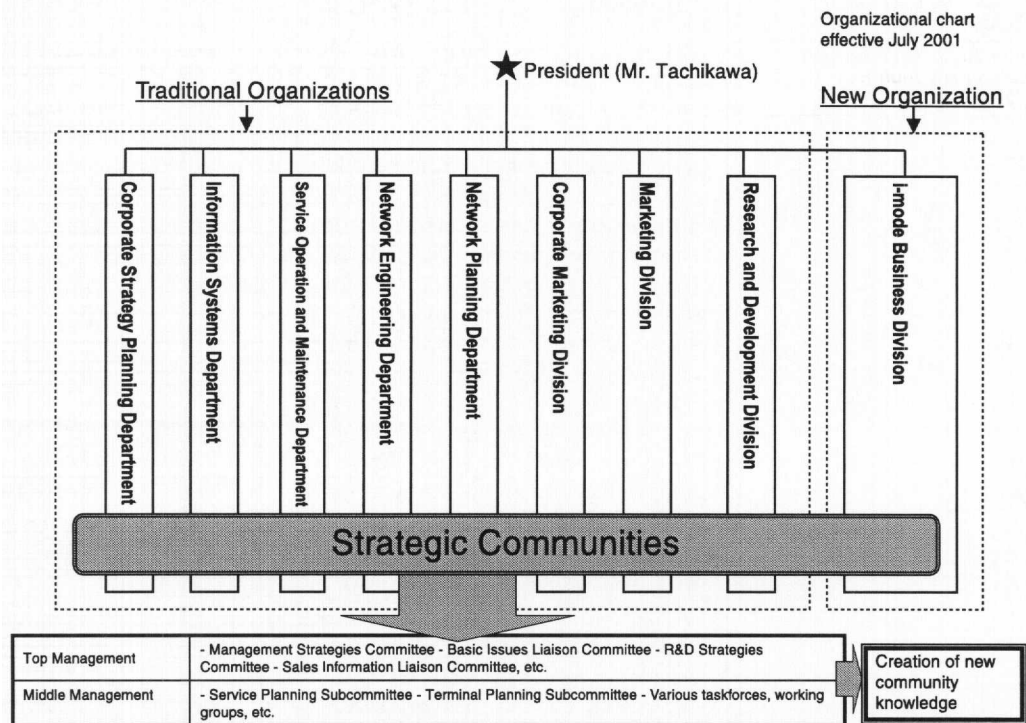 Organizational chart
effective July 2001
President (Mr. Tachikawa)
Traditional Organizations
New Organization
Corporate Strategy Planning Department
Information Systems Department
Service Operation and Maintenance Department
Network Engineering Department
Network Planning Department
Corporate Marketing Division
Marketing Division
Research and Development Division
I-mode Business Division
Strategic Communities
Top Management
- Management Strategies Committee - Basic Issues Liaison Committee - R&D Strategies
Committee - Sales Information Liaison Committee, etc.
Middle Management
- Service Planning Subcommittee - Terminal Planning Subcommittee - Various taskforces, working
groups, etc.
Creation of new
community
knowledge